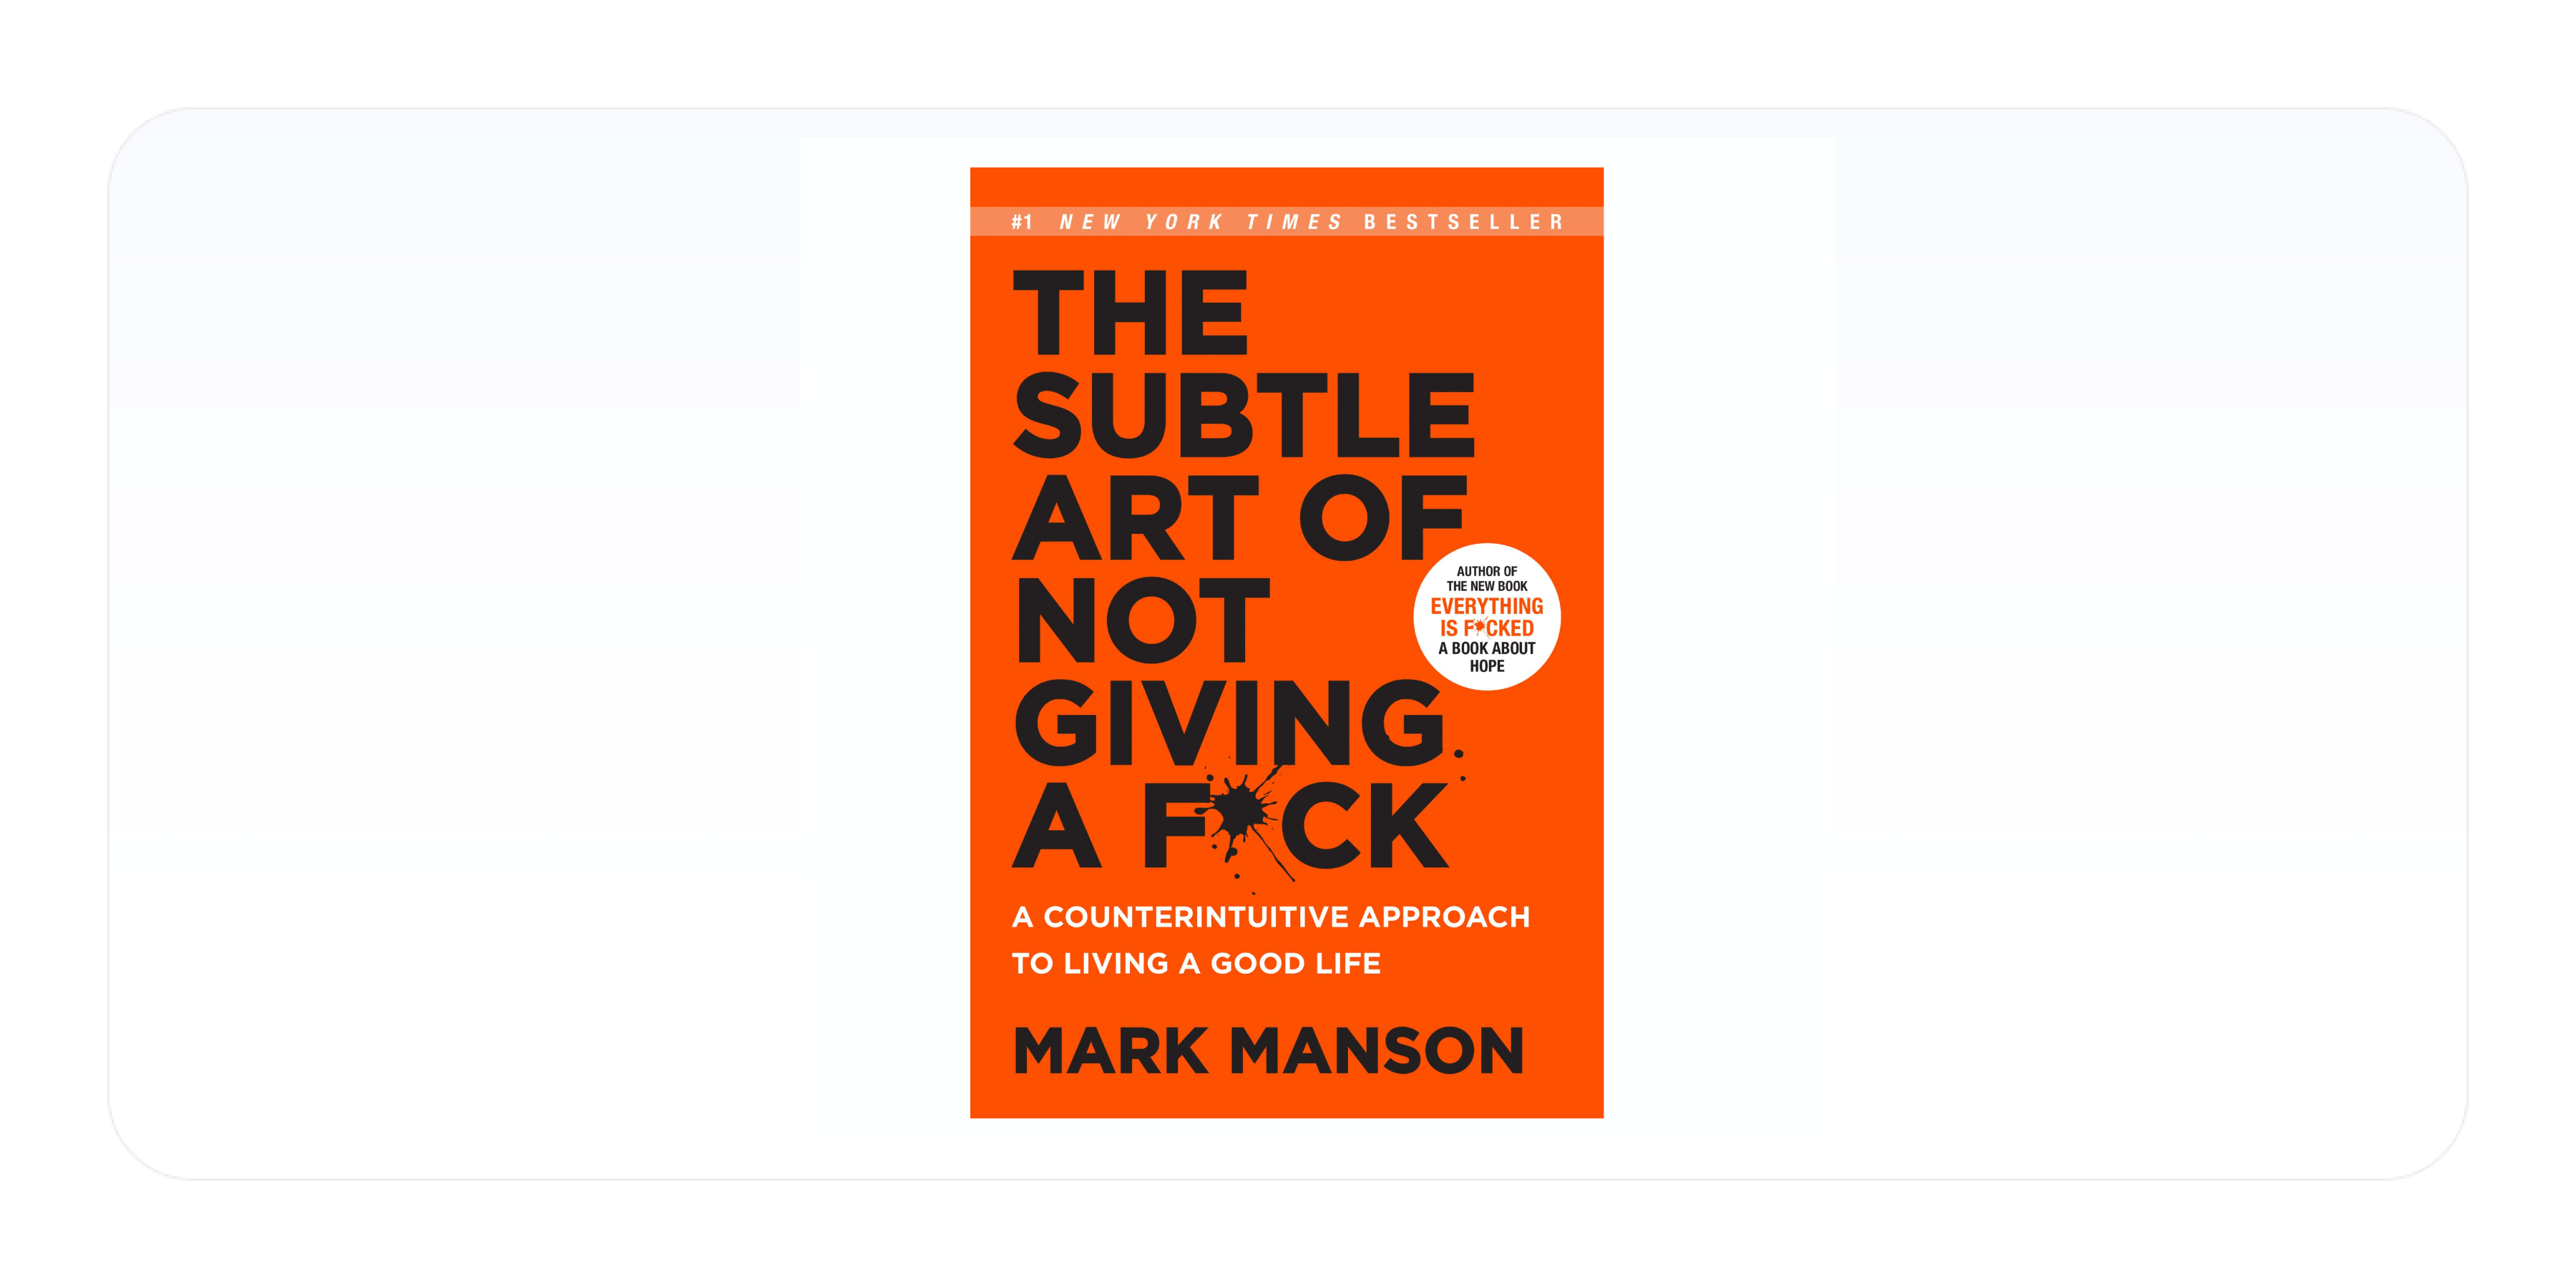 #1 NEW YORK TIMES BESTSELLER
THE
SUBTLE
ART OF
NOT
GIVING
A F*CK
AUTHOR OF
THE NEW BOOK
EVERYTHING
IS F*CKED
A BOOK ABOUT
HOPE
A COUNTERINTUITIVE APPROACH
TO LIVING A GOOD LIFE
MARK MANSON